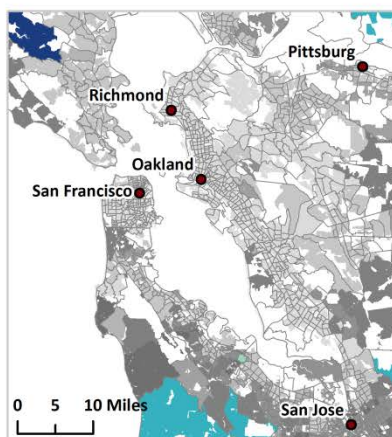 Pittsburg
Richmond
Oakland
San Francisco
San Jose
0 5 10 Miles